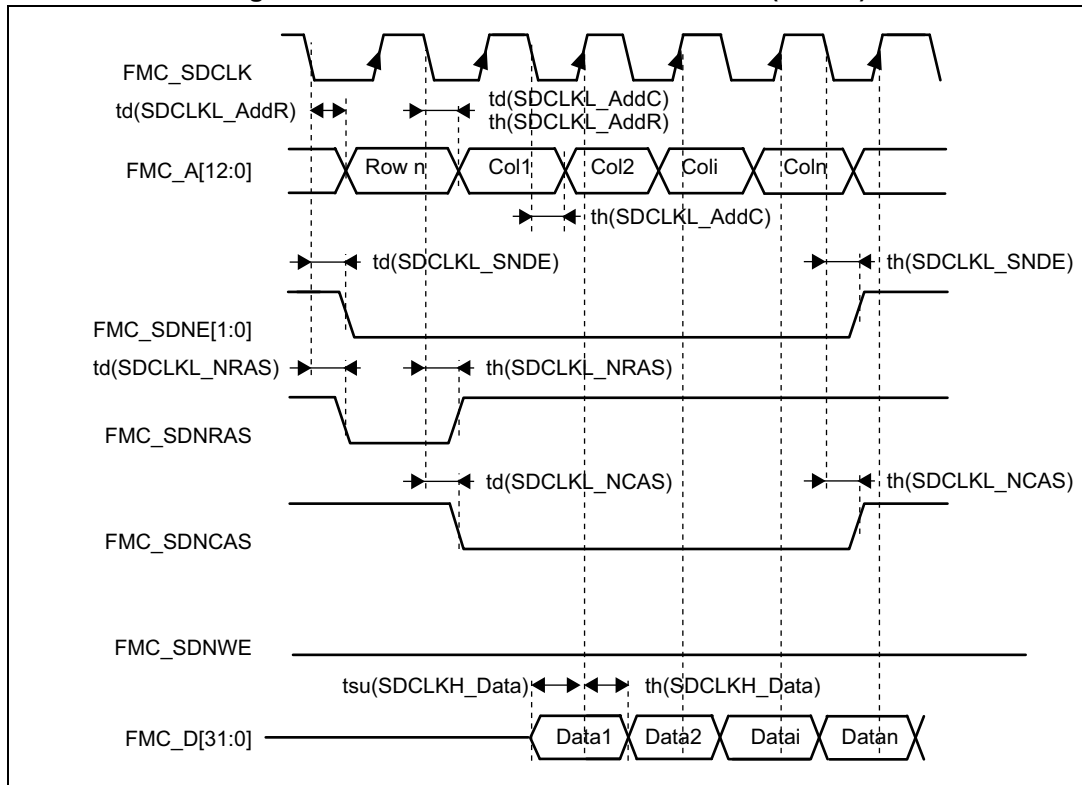 FMC_SDCLK
td(SDCLKL_AddR)
td(SDCLKL_AddC)
th(SDCLKL_AddR)
FMC_A[12:0]
Row n
Col1
Col2
Coli
Coln
th(SDCLKL_AddC)
td(SDCLKL_SNDE)
th(SDCLKL_SNDE)
FMC_SDNE[1:0]
td(SDCLKL_NRAS)
th(SDCLKL_NRAS)
FMC_SDNRAS
td(SDCLKL_NCAS)
th(SDCLKL_NCAS)
FMC_SDNCAS
FMC_SDNWE
tsu(SDCLKH_Data)
th(SDCLKH_Data)
FMC_D[31:0]
Data1
Data2
Datai
Datan